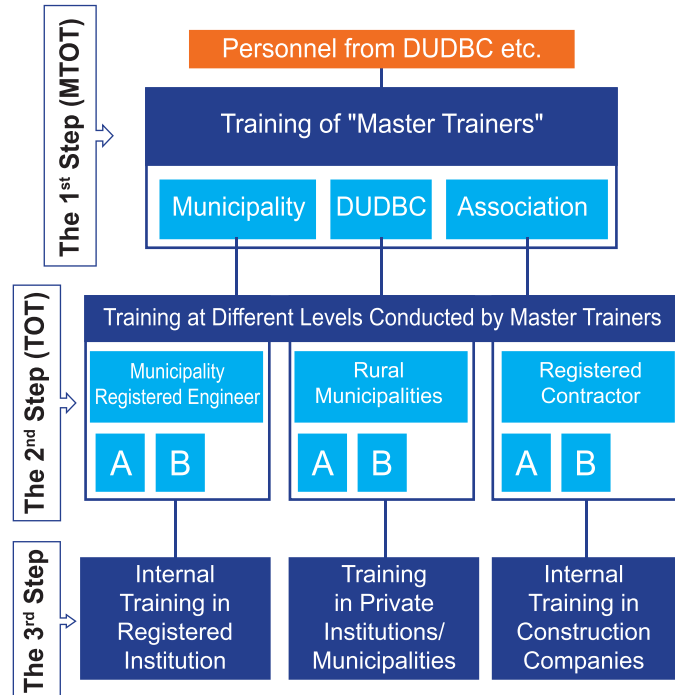 Personnel from DUDBC etc.
The 1st Step (MTOT)
Training of "Master Trainers"
Municipality
DUDBC
Association
The 2nd Step (TOT)
Training at Different Levels Conducted by Master Trainers
Municipality
Registered Engineer
A
B
Rural
Municipalities
A
B
Registered
Contractor
A
B
The 3rd Step
Internal
Training in
Registered
Institution
Training
in Private
Institutions/
Municipalities
Internal
Training in
Construction
Companies